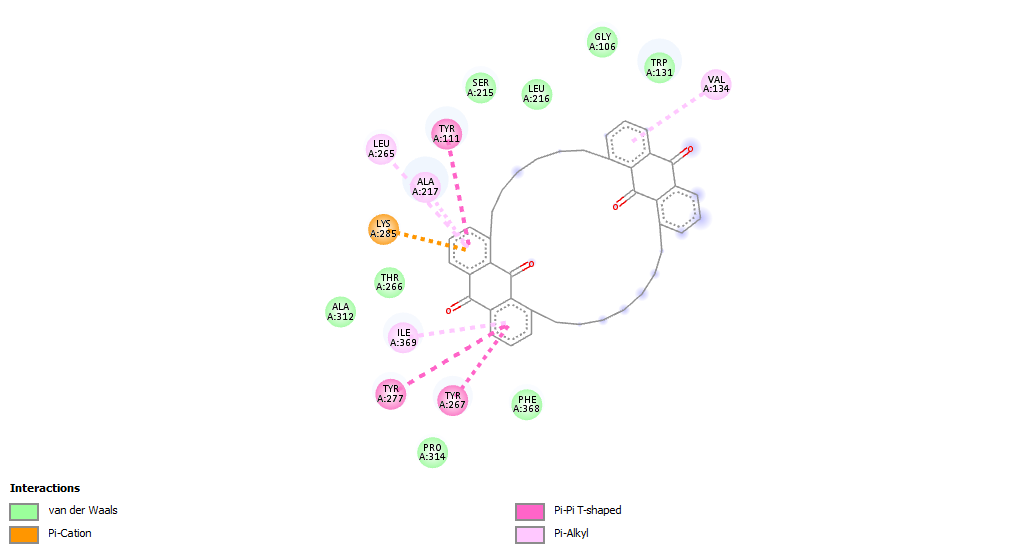 GLY
A:106
TRP
A:131
VAL
A:134
SER
A:215
LEU
A:216
TYR
A:111
LEU
A:265
ALA
A:217
O
O
LYS
A:285
O
THR
A:266
ALA
A:312
O
ILE
A:369
TYR
A:277
TYR
A:267
PHE
A:368
PRO
A:314
Interactions
van der Waals
Pi-Cation
Pi-Pi T-shaped
Pi-Alkyl